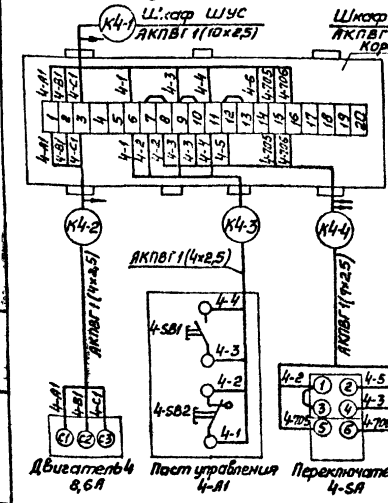 К4-1
Шкаф ШУС
АКПВГ 1(10×2,5)
Шкаф
АКПВГ
Кор
4-А1
4-В1
4-С1
4-1
4-3
4-4
4-6
4-705
4-706
1 2 3 4 5 6 7 8 9 10 11 12 13 14 15 16 17 18 19 20
4-А1
4-В1
4-С1
4-1
4-2
4-2
4-3
4-3
4-4
4-5
4-705
4-706
К4-2
К4-3
К4-4
АКПВГ 1(4×2,5)
АКПВГ 1(4×2,5)
АКПВГ 1(7×2,5)
4-4
4-SB1
4-3
4-2
4-SB2
4-1
4-А1
4-В1
4-С1
С1 С2 С3
4-2 1 2 4-5
3 4 4-3
4-705 5 6 4-706
Двигатель 4
8,6А
Пост управления
4-А1
Переключате
4-SA